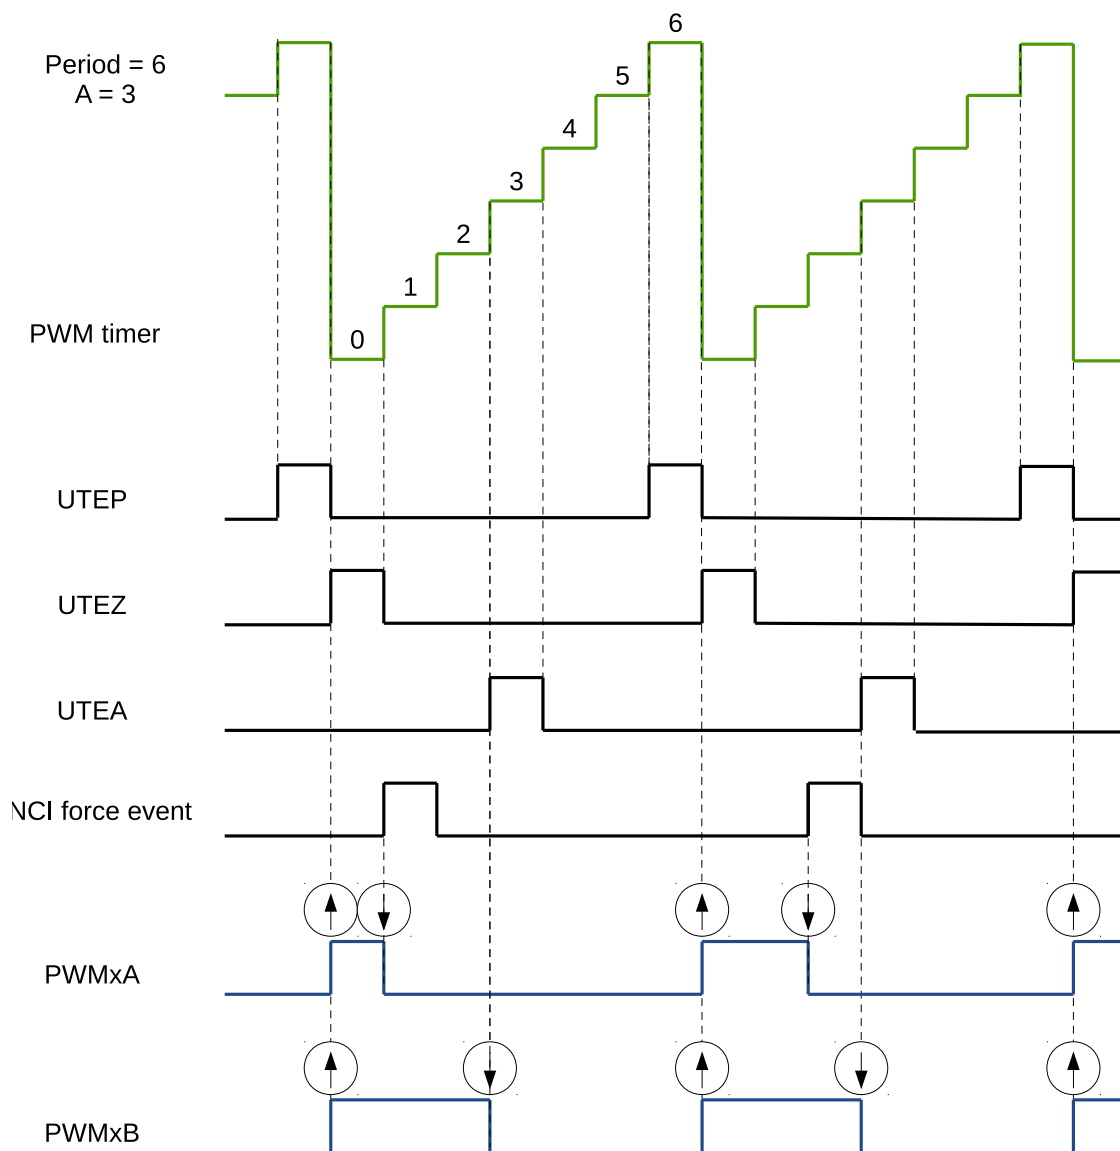 6
Period = 6
A = 3
5
4
3
2
1
0
PWM timer
UTEP
UTEZ
UTEA
NCI force event
PWMxA
PWMxB